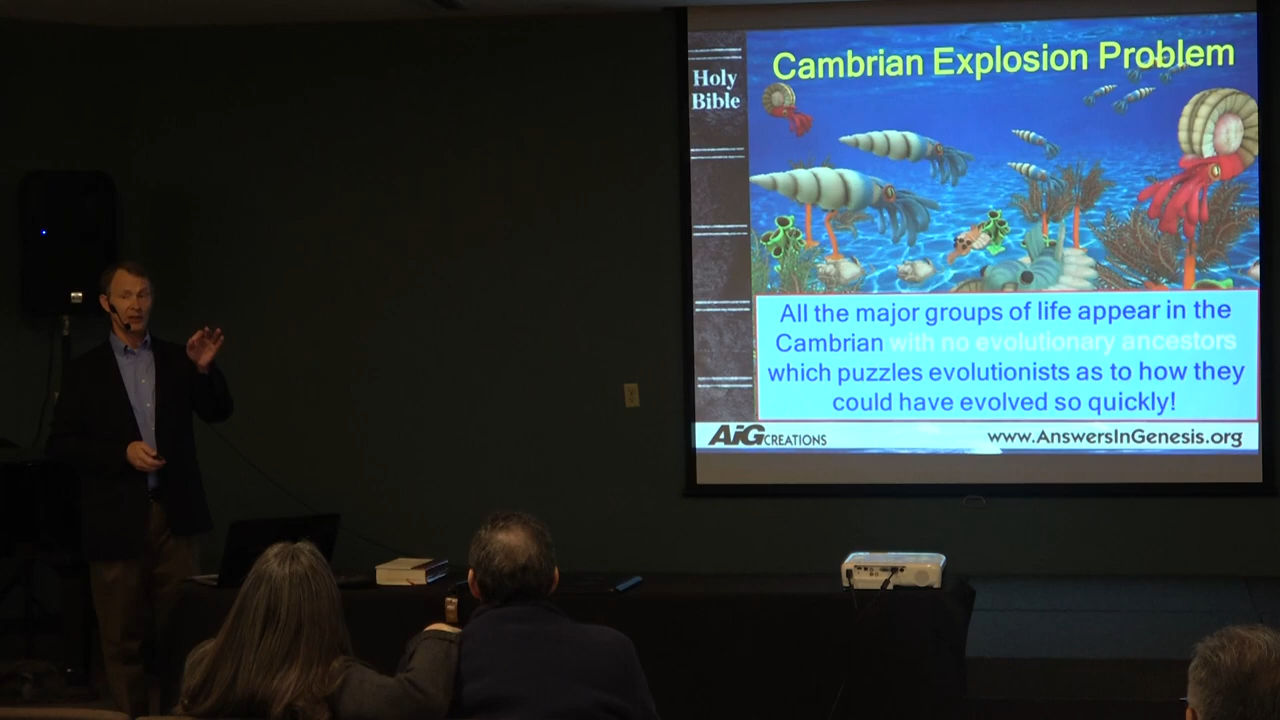 Cambrian Explosion Problem
Holy
Bible
All the major groups of life appear in the
Cambrian with no evolutionary ancestors
which puzzles evolutionists as to how they
could have evolved so quickly!
AiG CREATIONS
www.AnswersInGenesis.org